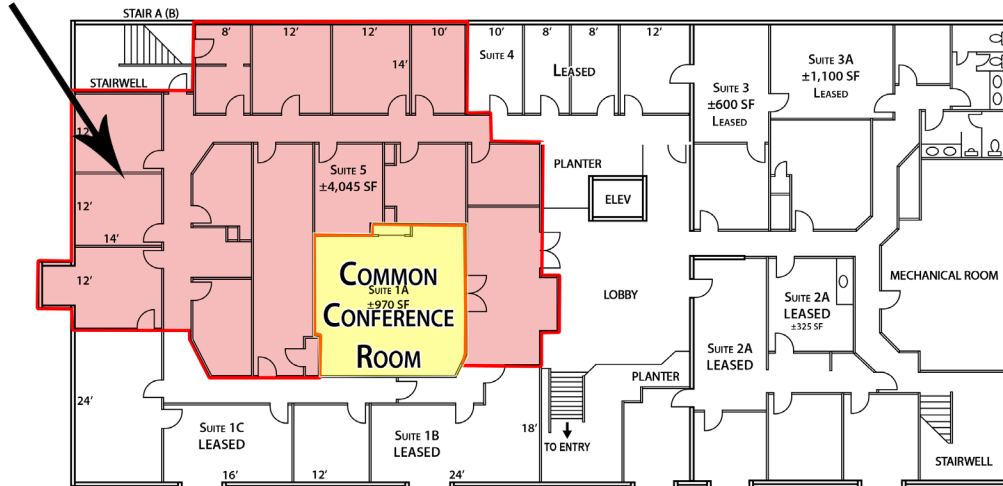 STAIR A (B)
8'
12'
12'
10'
14'
10'
8'
8'
12'
SUITE 4
LEASED
SUITE 3
±600 SF
LEASED
SUITE 3A
±1,100 SF
LEASED
STAIRWELL
12'
12'
14'
12'
SUITE 5
±4,045 SF
PLANTER
ELEV
LOBBY
MECHANICAL ROOM
COMMON
SUITE 1A
±970 SF
CONFERENCE
ROOM
SUITE 2A
LEASED
±325 SF
SUITE 2A
LEASED
PLANTER
24'
SUITE 1C
LEASED
SUITE 1B
LEASED
18'
TO ENTRY
STAIRWELL
16'
12'
24'